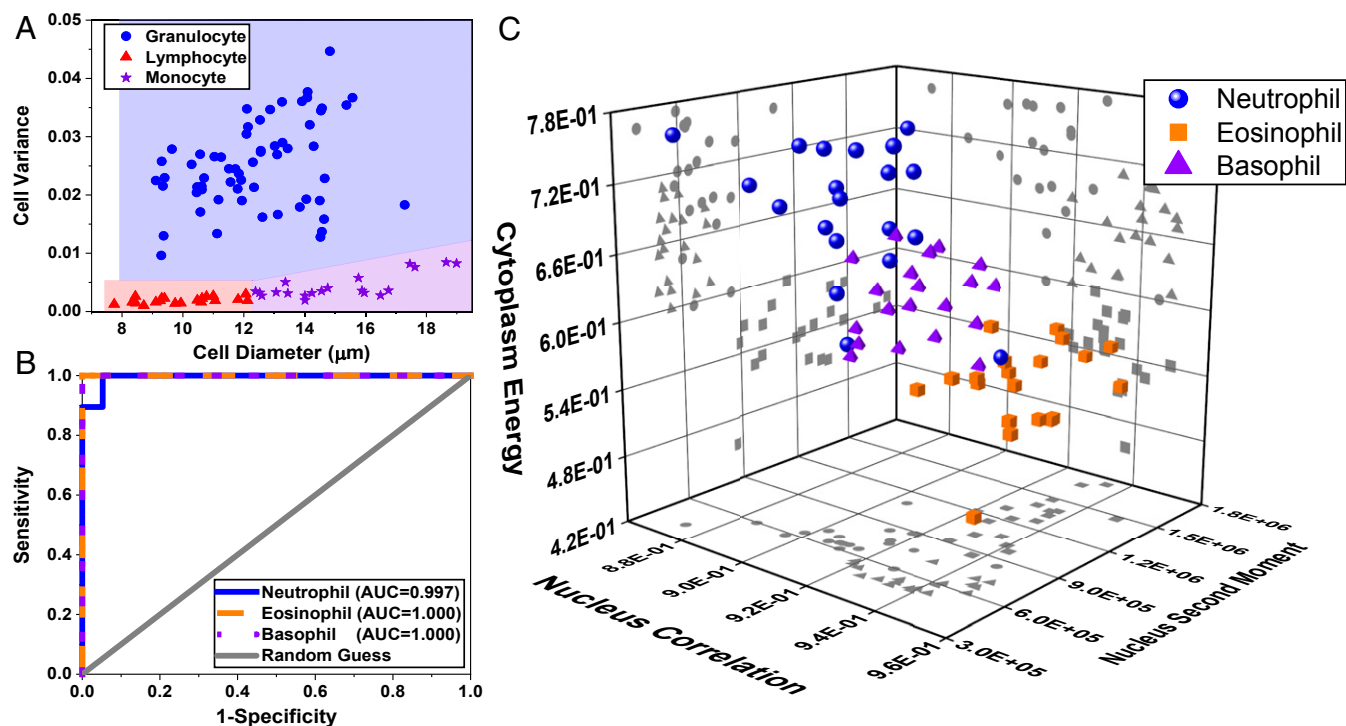 A
0.05
0.04
0.03
0.02
0.01
0.00
Cell Variance
Granulocyte
Lymphocyte
Monocyte
8 10 12 14 16 18
Cell Diameter (μm)
B
1.0
0.8
0.6
0.4
0.2
0.0
Sensitivity
Neutrophil (AUC=0.997)
Eosinophil (AUC=1.000)
Basophil (AUC=1.000)
Random Guess
0.0 0.2 0.4 0.6 0.8 1.0
1-Specificity
C
7.8E-01
7.2E-01
6.6E-01
6.0E-01
5.4E-01
4.8E-01
4.2E-01
Cytoplasm Energy
Neutrophil
Eosinophil
Basophil
8.8E-01
9.0E-01
9.2E-01
9.4E-01
9.6E-01
Nucleus Correlation
1.8E+06
1.5E+06
1.2E+06
9.0E+05
6.0E+05
3.0E+05
Nucleus Second Moment